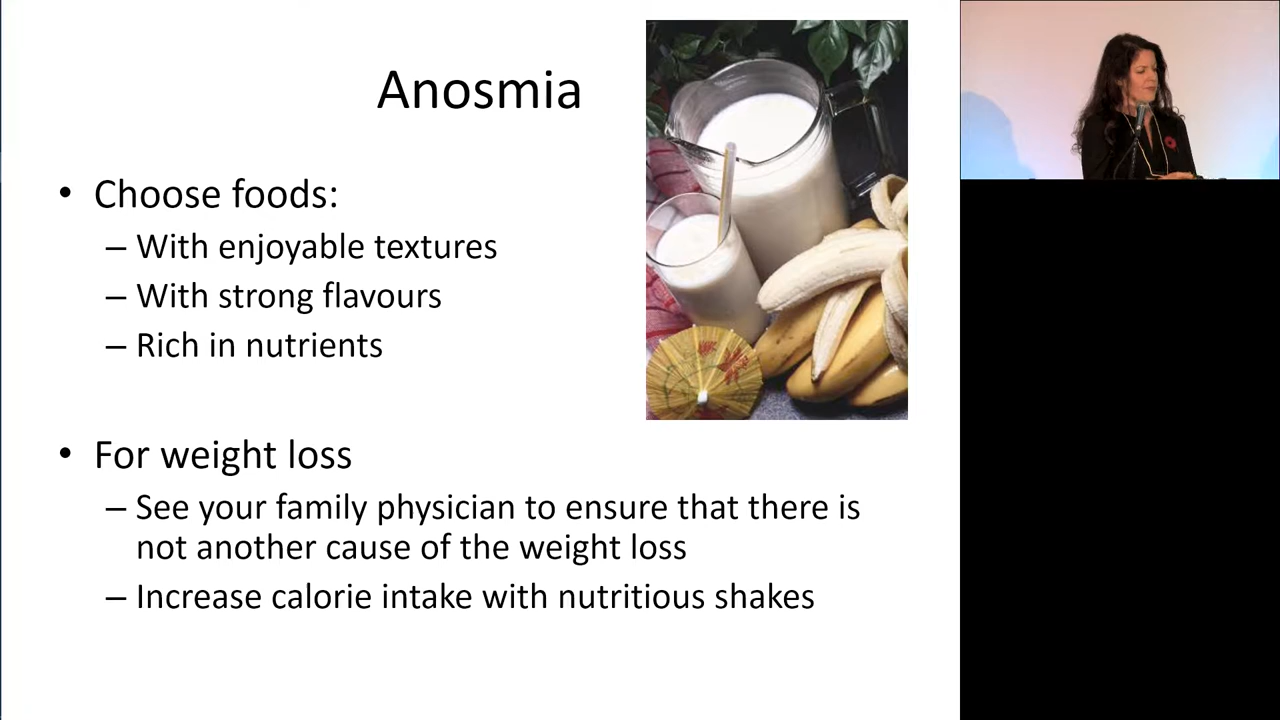 Anosmia
• Choose foods:
– With enjoyable textures
– With strong flavours
– Rich in nutrients
• For weight loss
– See your family physician to ensure that there is
not another cause of the weight loss
– Increase calorie intake with nutritious shakes